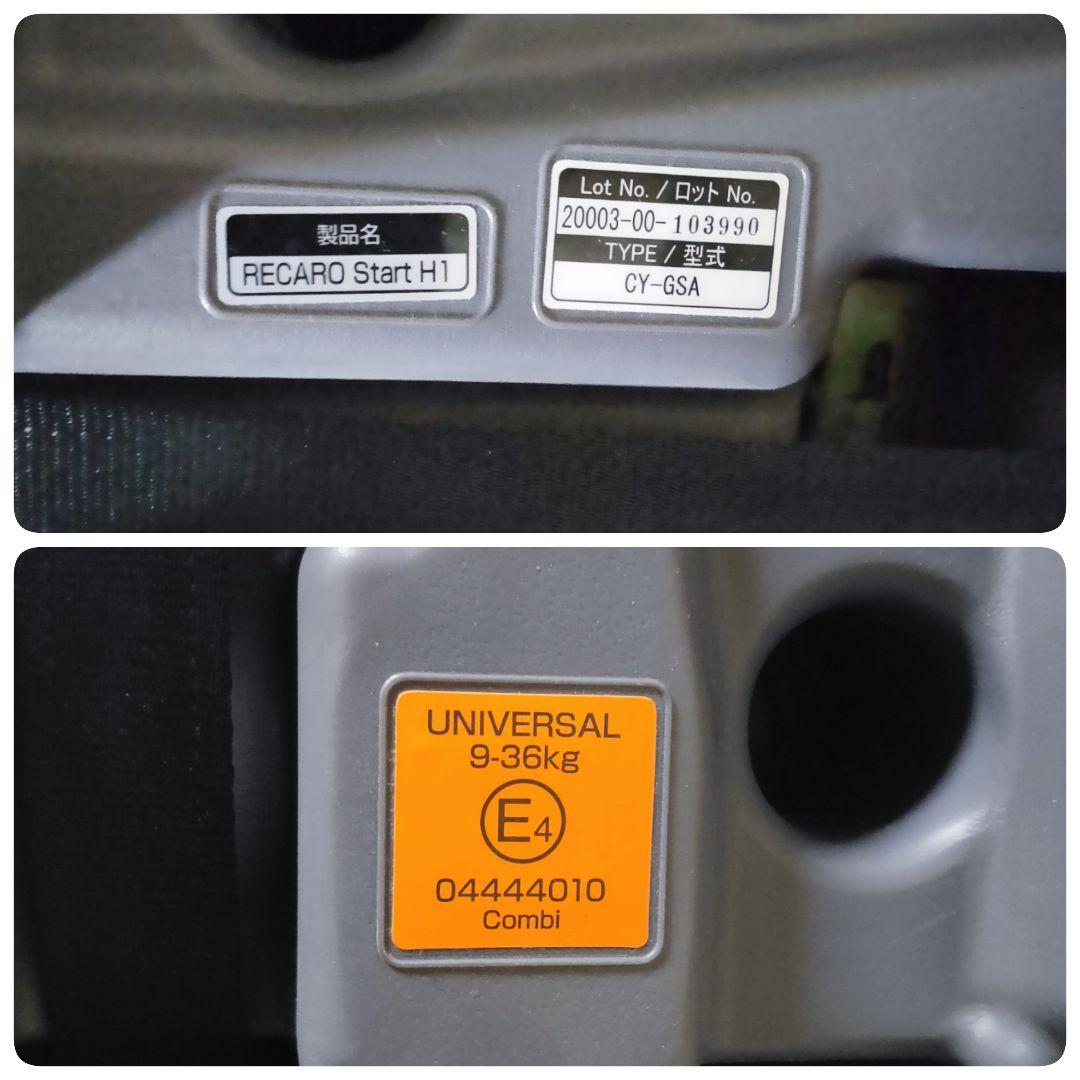 製品名
RECARO Start H1
Lot No. / ロット No.
20003-00-103990
TYPE / 型式
CY-GSA
UNIVERSAL
9-36kg
E4
04444010
Combi